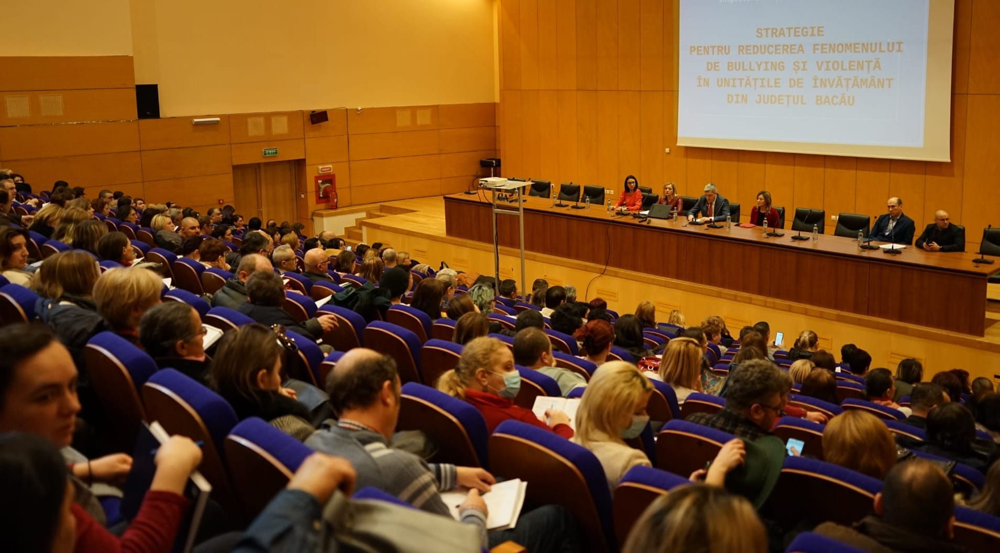 STRATEGIE
PENTRU REDUCEREA FENOMENULUI
DE BULLYING ȘI VIOLENȚĂ
ÎN UNITĂȚILE DE ÎNVĂȚĂMÂNT
DIN JUDEȚUL BACĂU